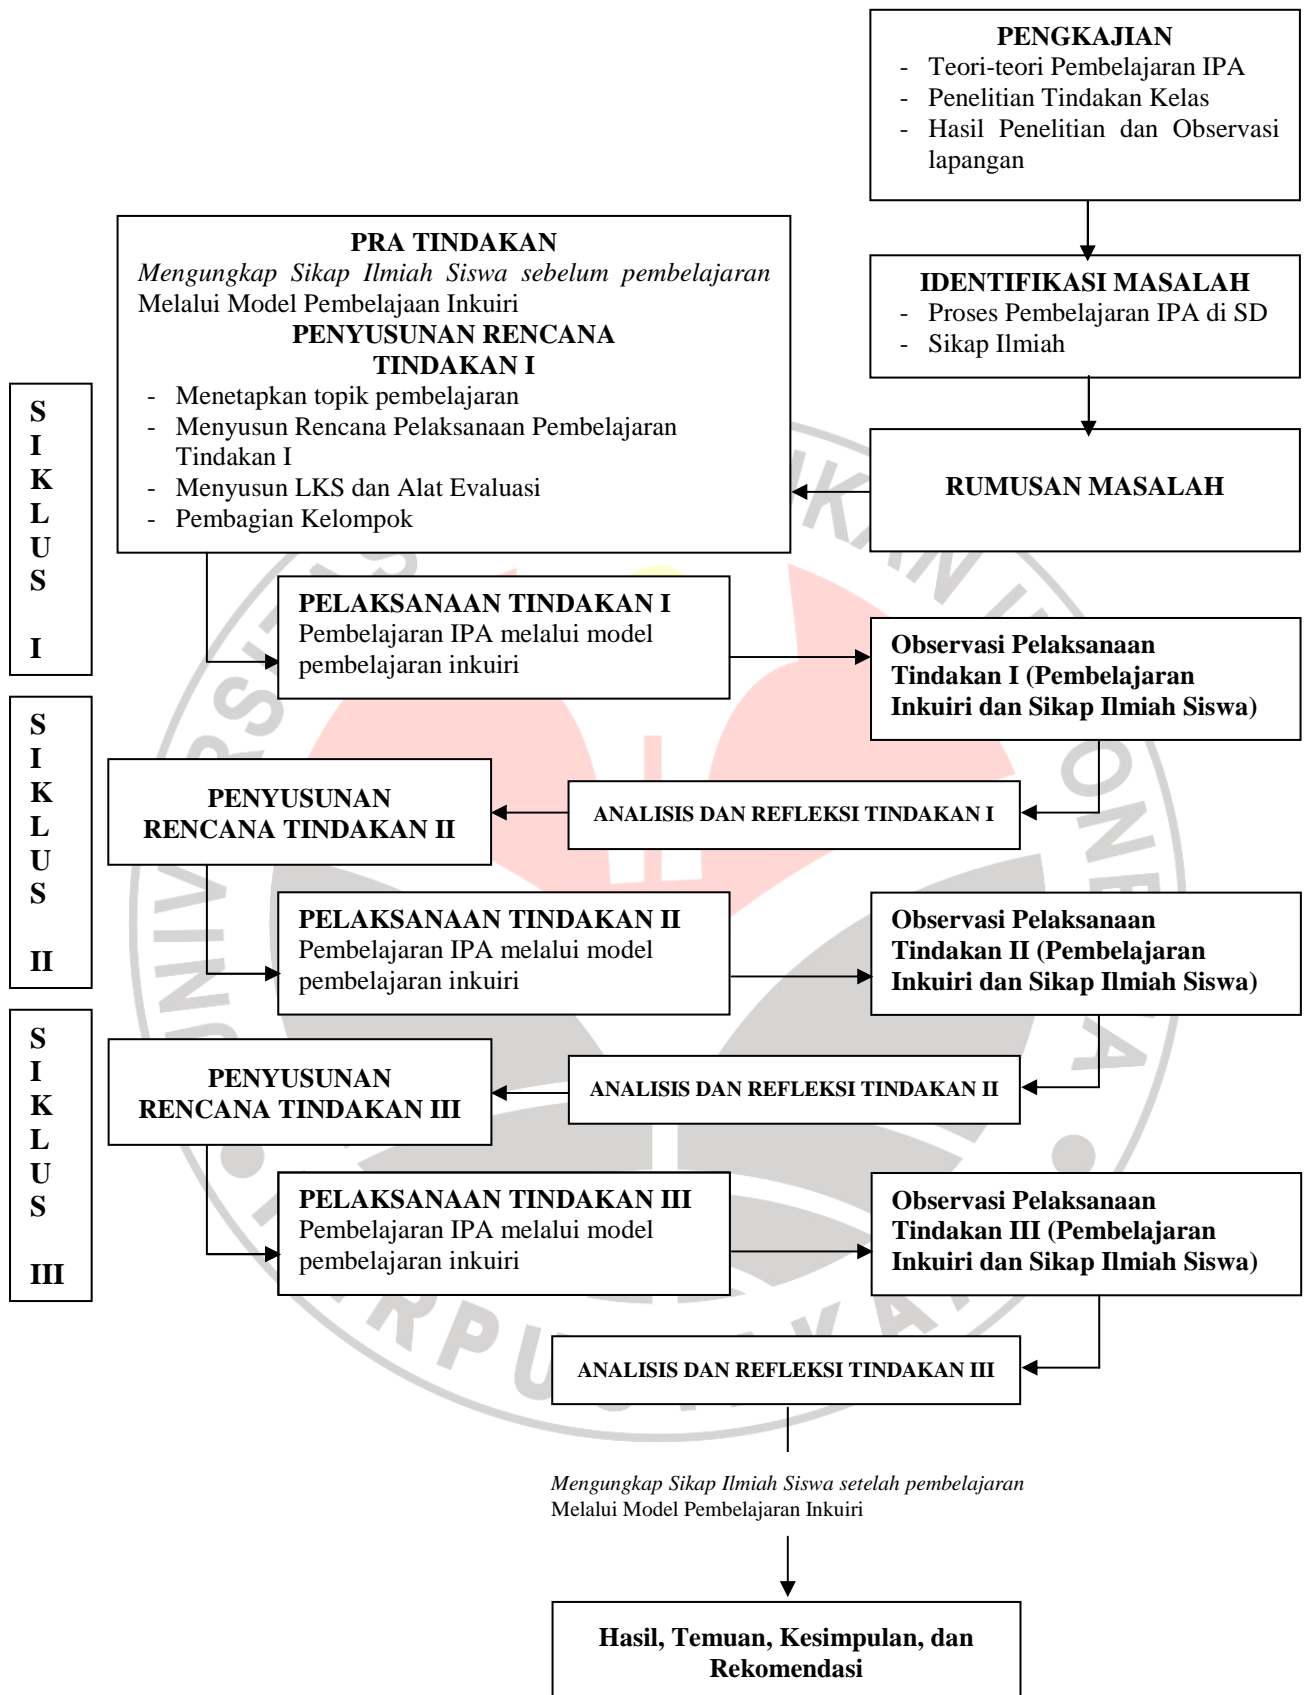 PENGKAJIAN
- Teori-teori Pembelajaran IPA
- Penelitian Tindakan Kelas
- Hasil Penelitian dan Observasi
lapangan
IDENTIFIKASI MASALAH
- Proses Pembelajaran IPA di SD
- Sikap Ilmiah
RUMUSAN MASALAH
PRA TINDAKAN
Mengungkap Sikap Ilmiah Siswa sebelum pembelajaran
Melalui Model Pembelajaan Inkuiri
PENYUSUNAN RENCANA
TINDAKAN I
- Menetapkan topik pembelajaran
- Menyusun Rencana Pelaksanaan Pembelajaran
Tindakan I
- Menyusun LKS dan Alat Evaluasi
- Pembagian Kelompok
S
I
K
L
U
S
I
PELAKSANAAN TINDAKAN I
Pembelajaran IPA melalui model
pembelajaran inkuiri
Observasi Pelaksanaan
Tindakan I (Pembelajaran
Inkuiri dan Sikap Ilmiah Siswa)
ANALISIS DAN REFLEKSI TINDAKAN I
S
I
K
L
U
S
II
PENYUSUNAN
RENCANA TINDAKAN II
PELAKSANAAN TINDAKAN II
Pembelajaran IPA melalui model
pembelajaran inkuiri
Observasi Pelaksanaan
Tindakan II (Pembelajaran
Inkuiri dan Sikap Ilmiah Siswa)
ANALISIS DAN REFLEKSI TINDAKAN II
S
I
K
L
U
S
III
PENYUSUNAN
RENCANA TINDAKAN III
PELAKSANAAN TINDAKAN III
Pembelajaran IPA melalui model
pembelajaran inkuiri
Observasi Pelaksanaan
Tindakan III (Pembelajaran
Inkuiri dan Sikap Ilmiah Siswa)
ANALISIS DAN REFLEKSI TINDAKAN III
Mengungkap Sikap Ilmiah Siswa setelah pembelajaran
Melalui Model Pembelajaran Inkuiri
Hasil, Temuan, Kesimpulan, dan
Rekomendasi